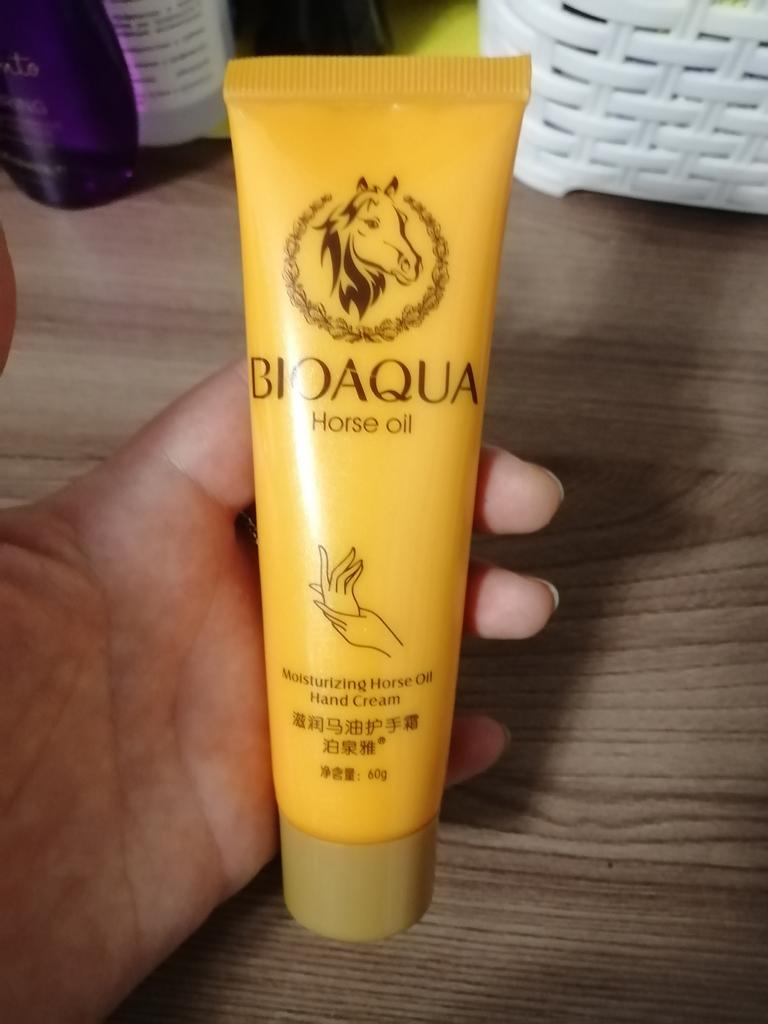 BIOAQUA
Horse oil
Moisturizing Horse Oil
Hand Cream
滋润马油护手霜
泊泉雅®
净含量：60g